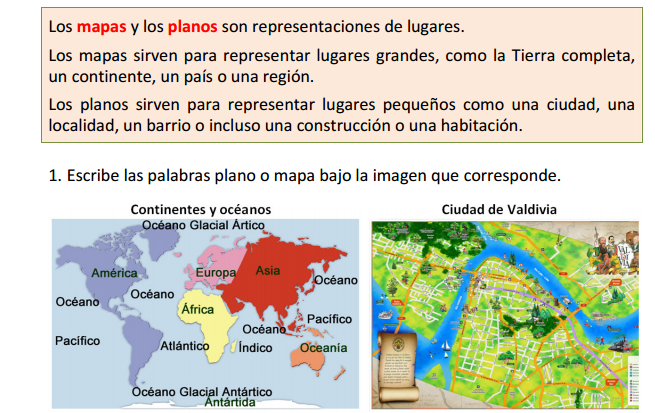 Los mapas y los planos son representaciones de lugares.
Los mapas sirven para representar lugares grandes, como la Tierra completa,
un continente, un país o una región.
Los planos sirven para representar lugares pequeños como una ciudad, una
localidad, un barrio o incluso una construcción o una habitación.
1. Escribe las palabras plano o mapa bajo la imagen que corresponde.
Continentes y océanos
Océano Glacial Ártico
América
Europa
Asia
Océano
Océano
Océano
África
Océano
Pacífico
Pacífico
Atlántico
Índico
Oceanía
Océano Glacial Antártico
Antártida
Ciudad de Valdivia